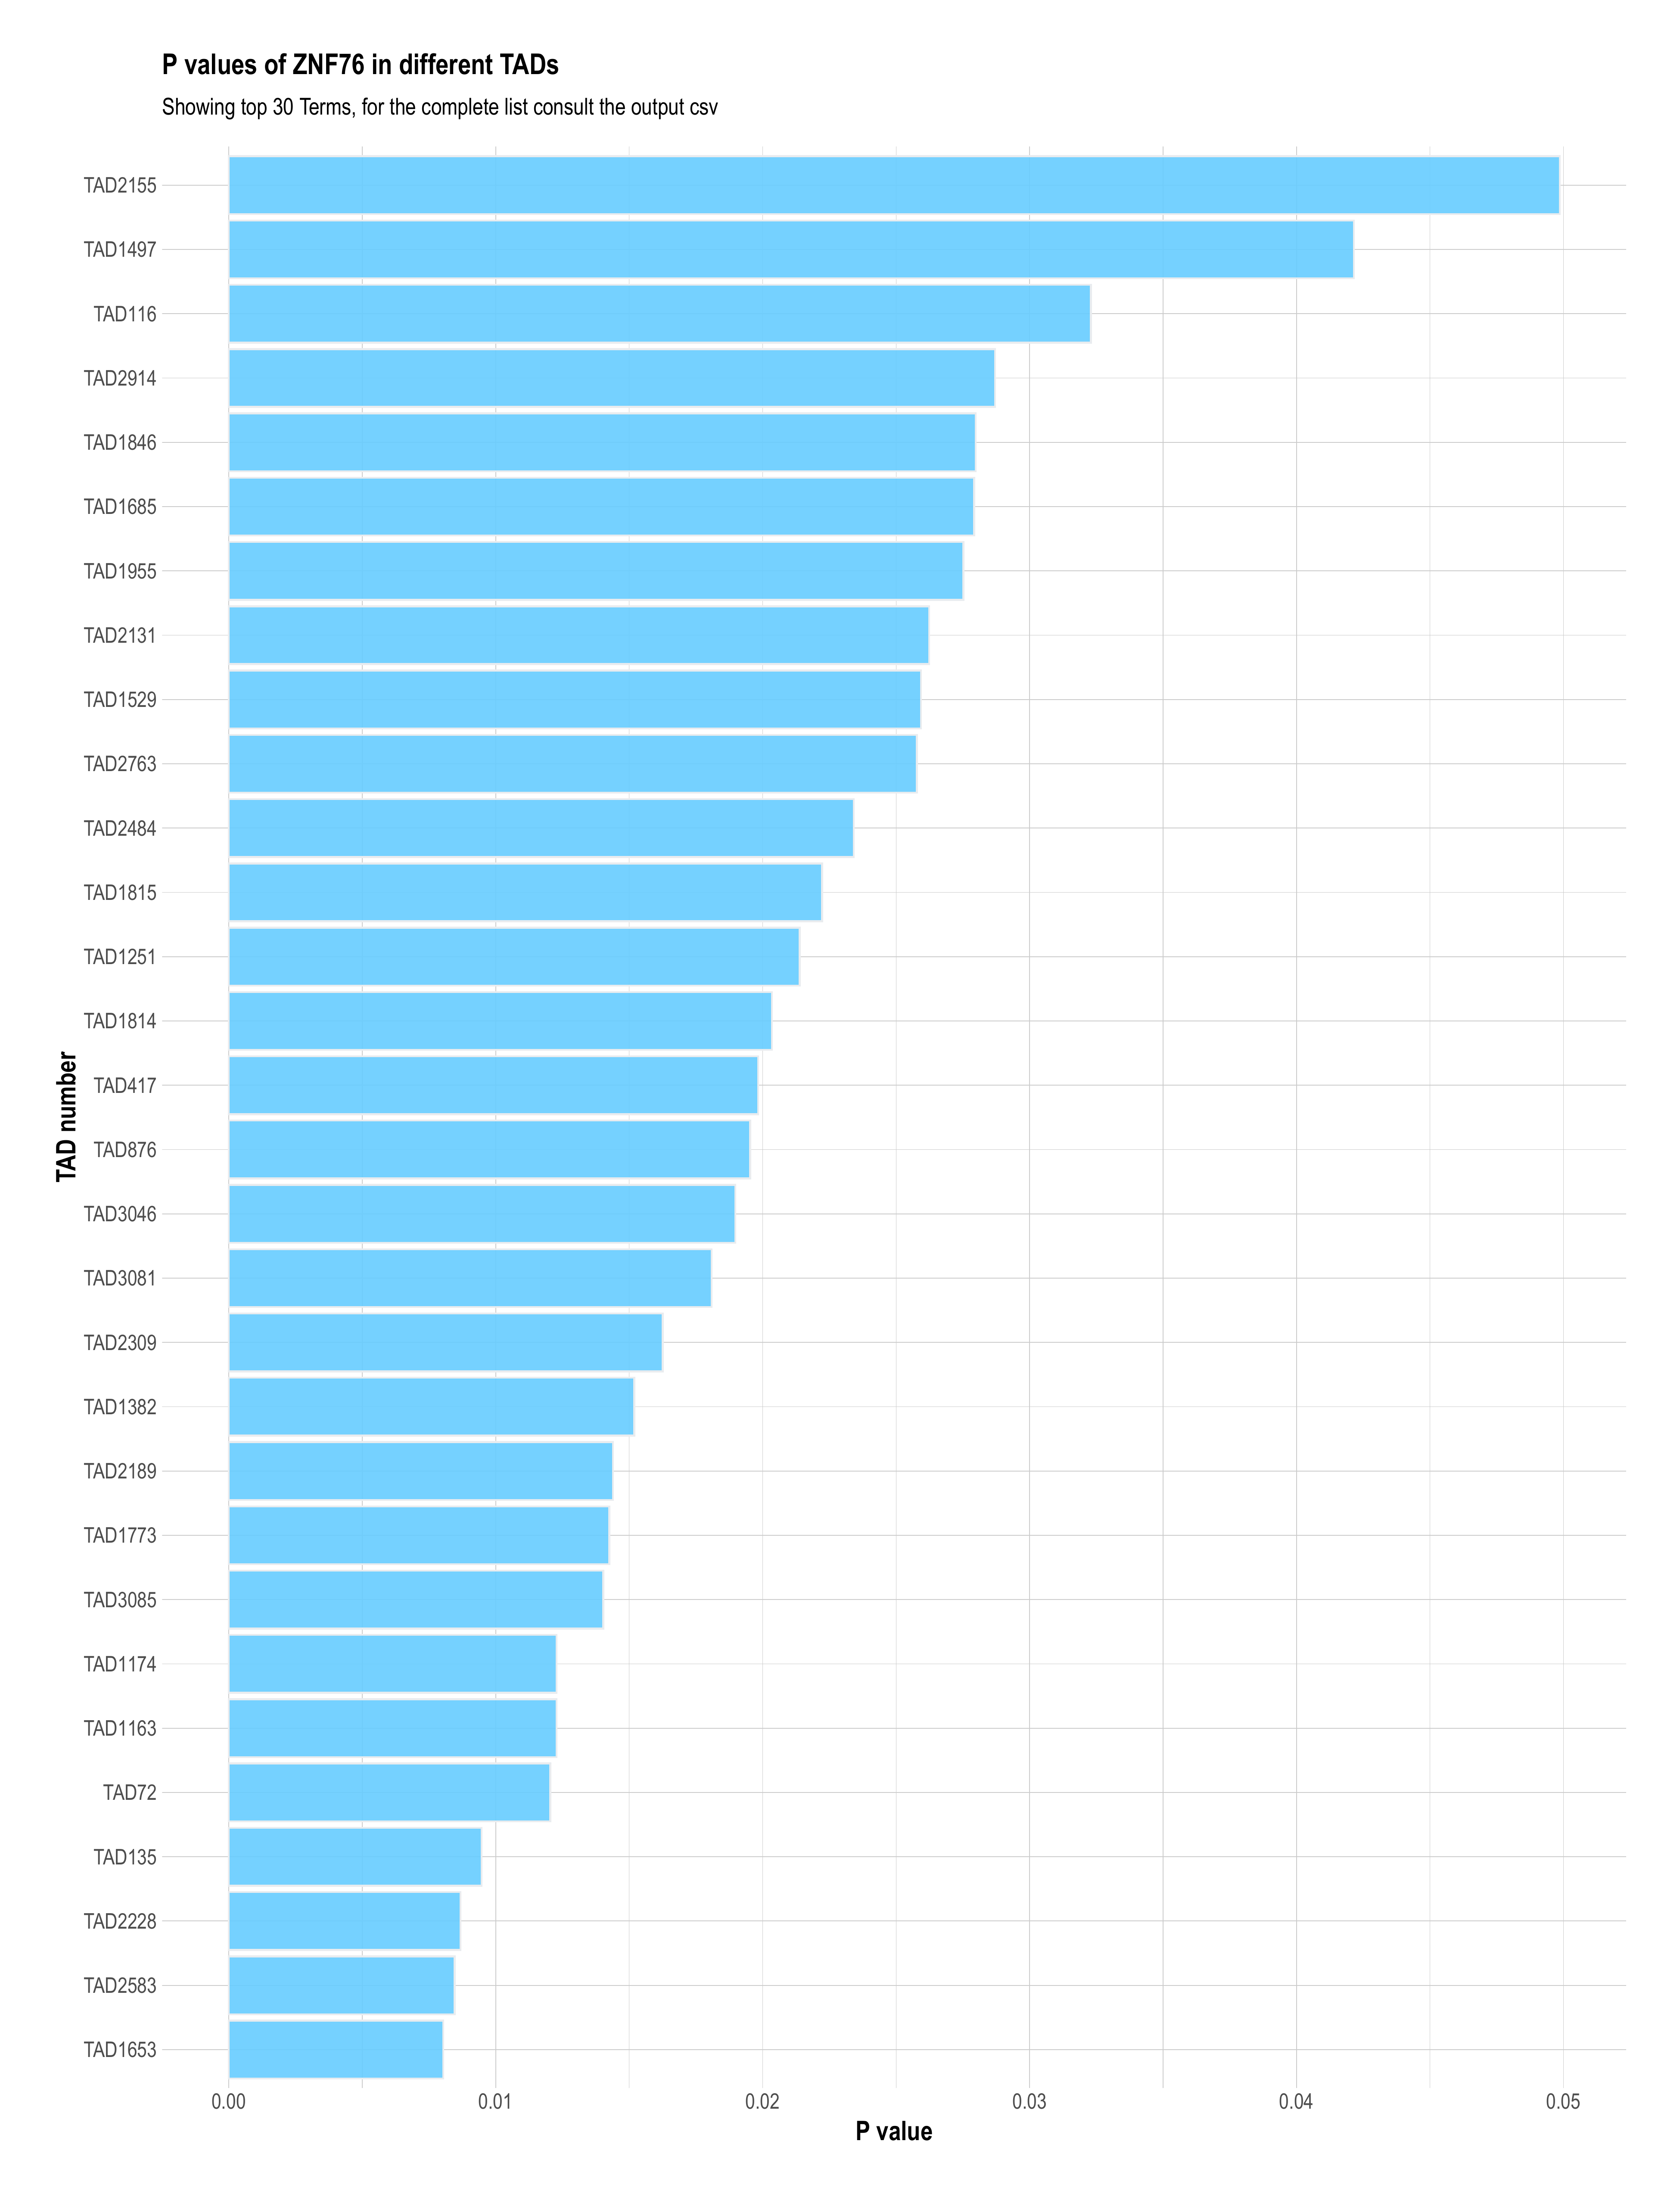 P values of ZNF76 in different TADs
Showing top 30 Terms, for the complete list consult the output csv
TAD2155
TAD1497
TAD116
TAD2914
TAD1846
TAD1685
TAD1955
TAD2131
TAD1529
TAD2763
TAD2484
TAD1815
TAD1251
TAD1814
TAD417
TAD876
TAD3046
TAD3081
TAD2309
TAD1382
TAD2189
TAD1773
TAD3085
TAD1174
TAD1163
TAD72
TAD135
TAD2228
TAD2583
TAD1653
TAD number
0.00 0.01 0.02 0.03 0.04 0.05
P value